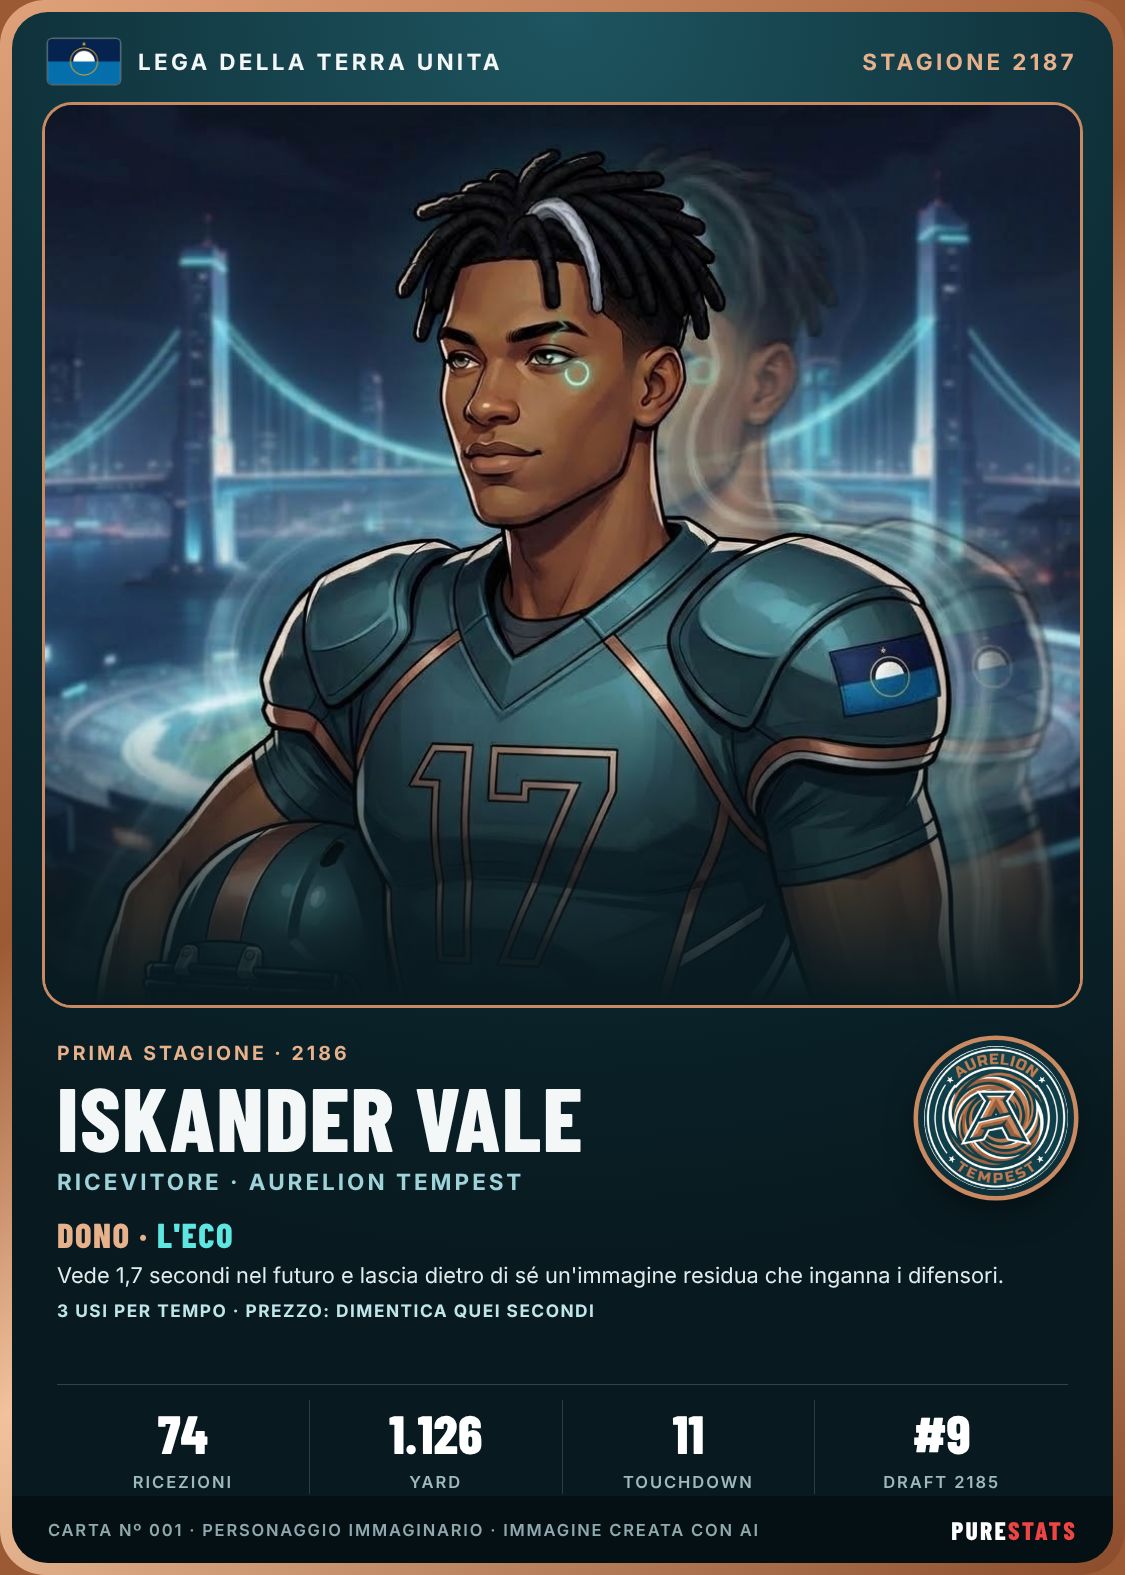 LEGA DELLA TERRA UNITA
STAGIONE 2187
17
PRIMA STAGIONE · 2186
ISKANDER VALE
RICEVITORE · AURELION TEMPEST
AURELION
A
TEMPEST
DONO · L'ECO
Vede 1,7 secondi nel futuro e lascia dietro di sé un'immagine residua che inganna i difensori.
3 USI PER TEMPO · PREZZO: DIMENTICA QUEI SECONDI
74
RICEZIONI
1.126
YARD
11
TOUCHDOWN
#9
DRAFT 2185
CARTA Nº 001 · PERSONAGGIO IMMAGINARIO · IMMAGINE CREATA CON AI
PURESTATS